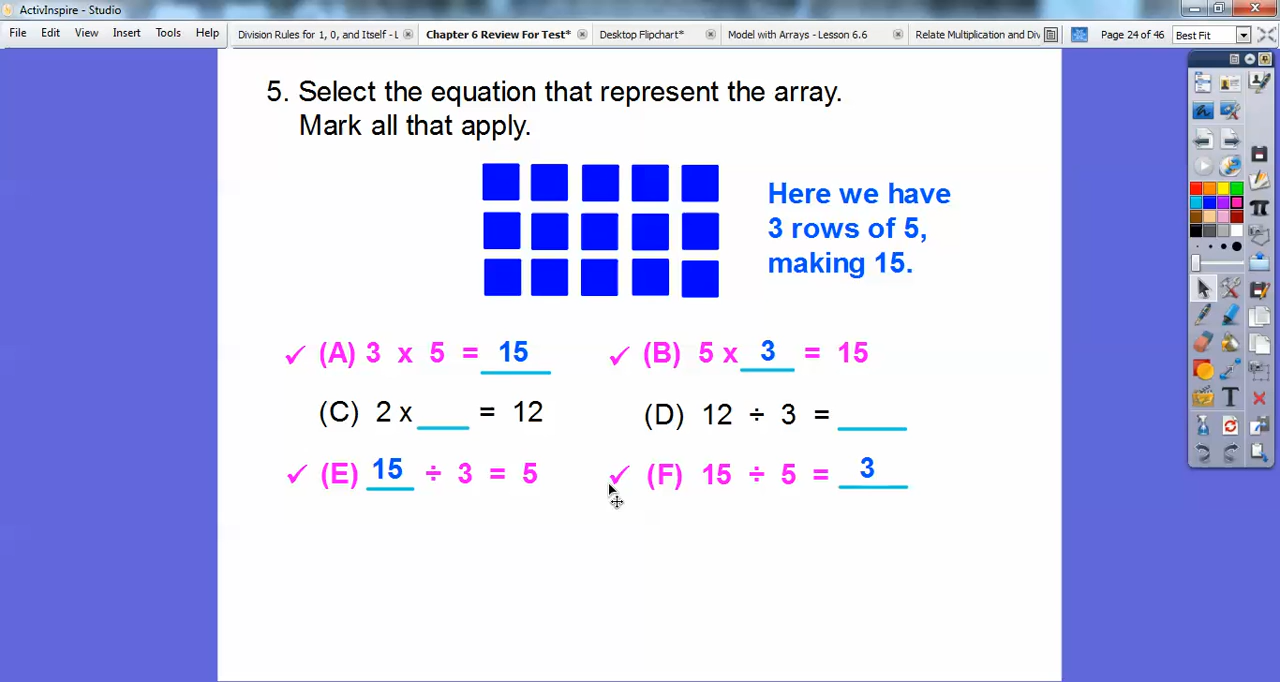 ActivInspire - Studio
File Edit View Insert Tools Help
Division Rules for 1, 0, and Itself - L
Chapter 6 Review For Test*
Desktop Flipchart*
Model with Arrays - Lesson 6.6
Relate Multiplication and Div
Page 24 of 46
Best Fit
5. Select the equation that represent the array.
Mark all that apply.
Here we have
3 rows of 5,
making 15.
✓ (A) 3 x 5 = 15
✓ (B) 5 x 3 = 15
(C) 2 x ___ = 12
(D) 12 ÷ 3 = ___
✓ (E) 15 ÷ 3 = 5
✓ (F) 15 ÷ 5 = 3